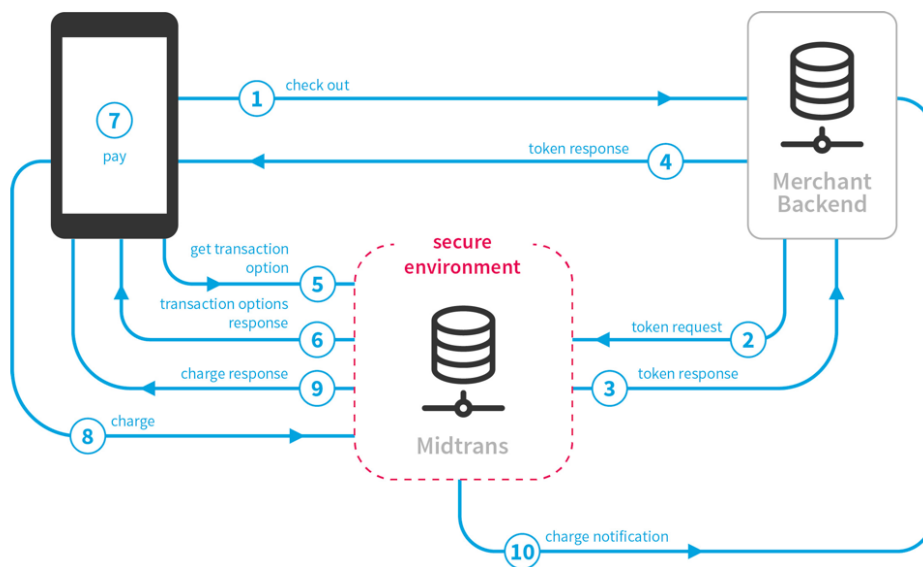 1
check out
7
pay
token response
4
Merchant
Backend
secure
environment
get transaction
option
5
transaction options
response
6
token request
2
charge response
9
3
token response
8
charge
Midtrans
10
charge notification